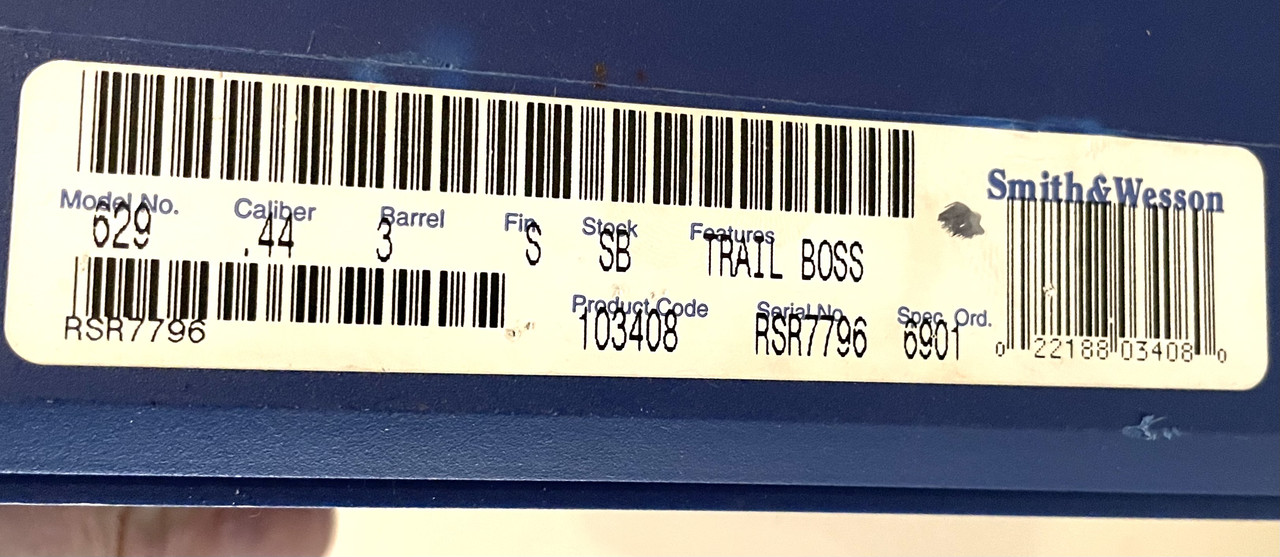 Smith&Wesson
Model No. Caliber Barrel Fin Stock Features
629 .44 3 S SB TRAIL BOSS
Product Code Serial No. Spec. Ord.
RSR7796 103408 RSR7796 6901
0 22188 03408 0